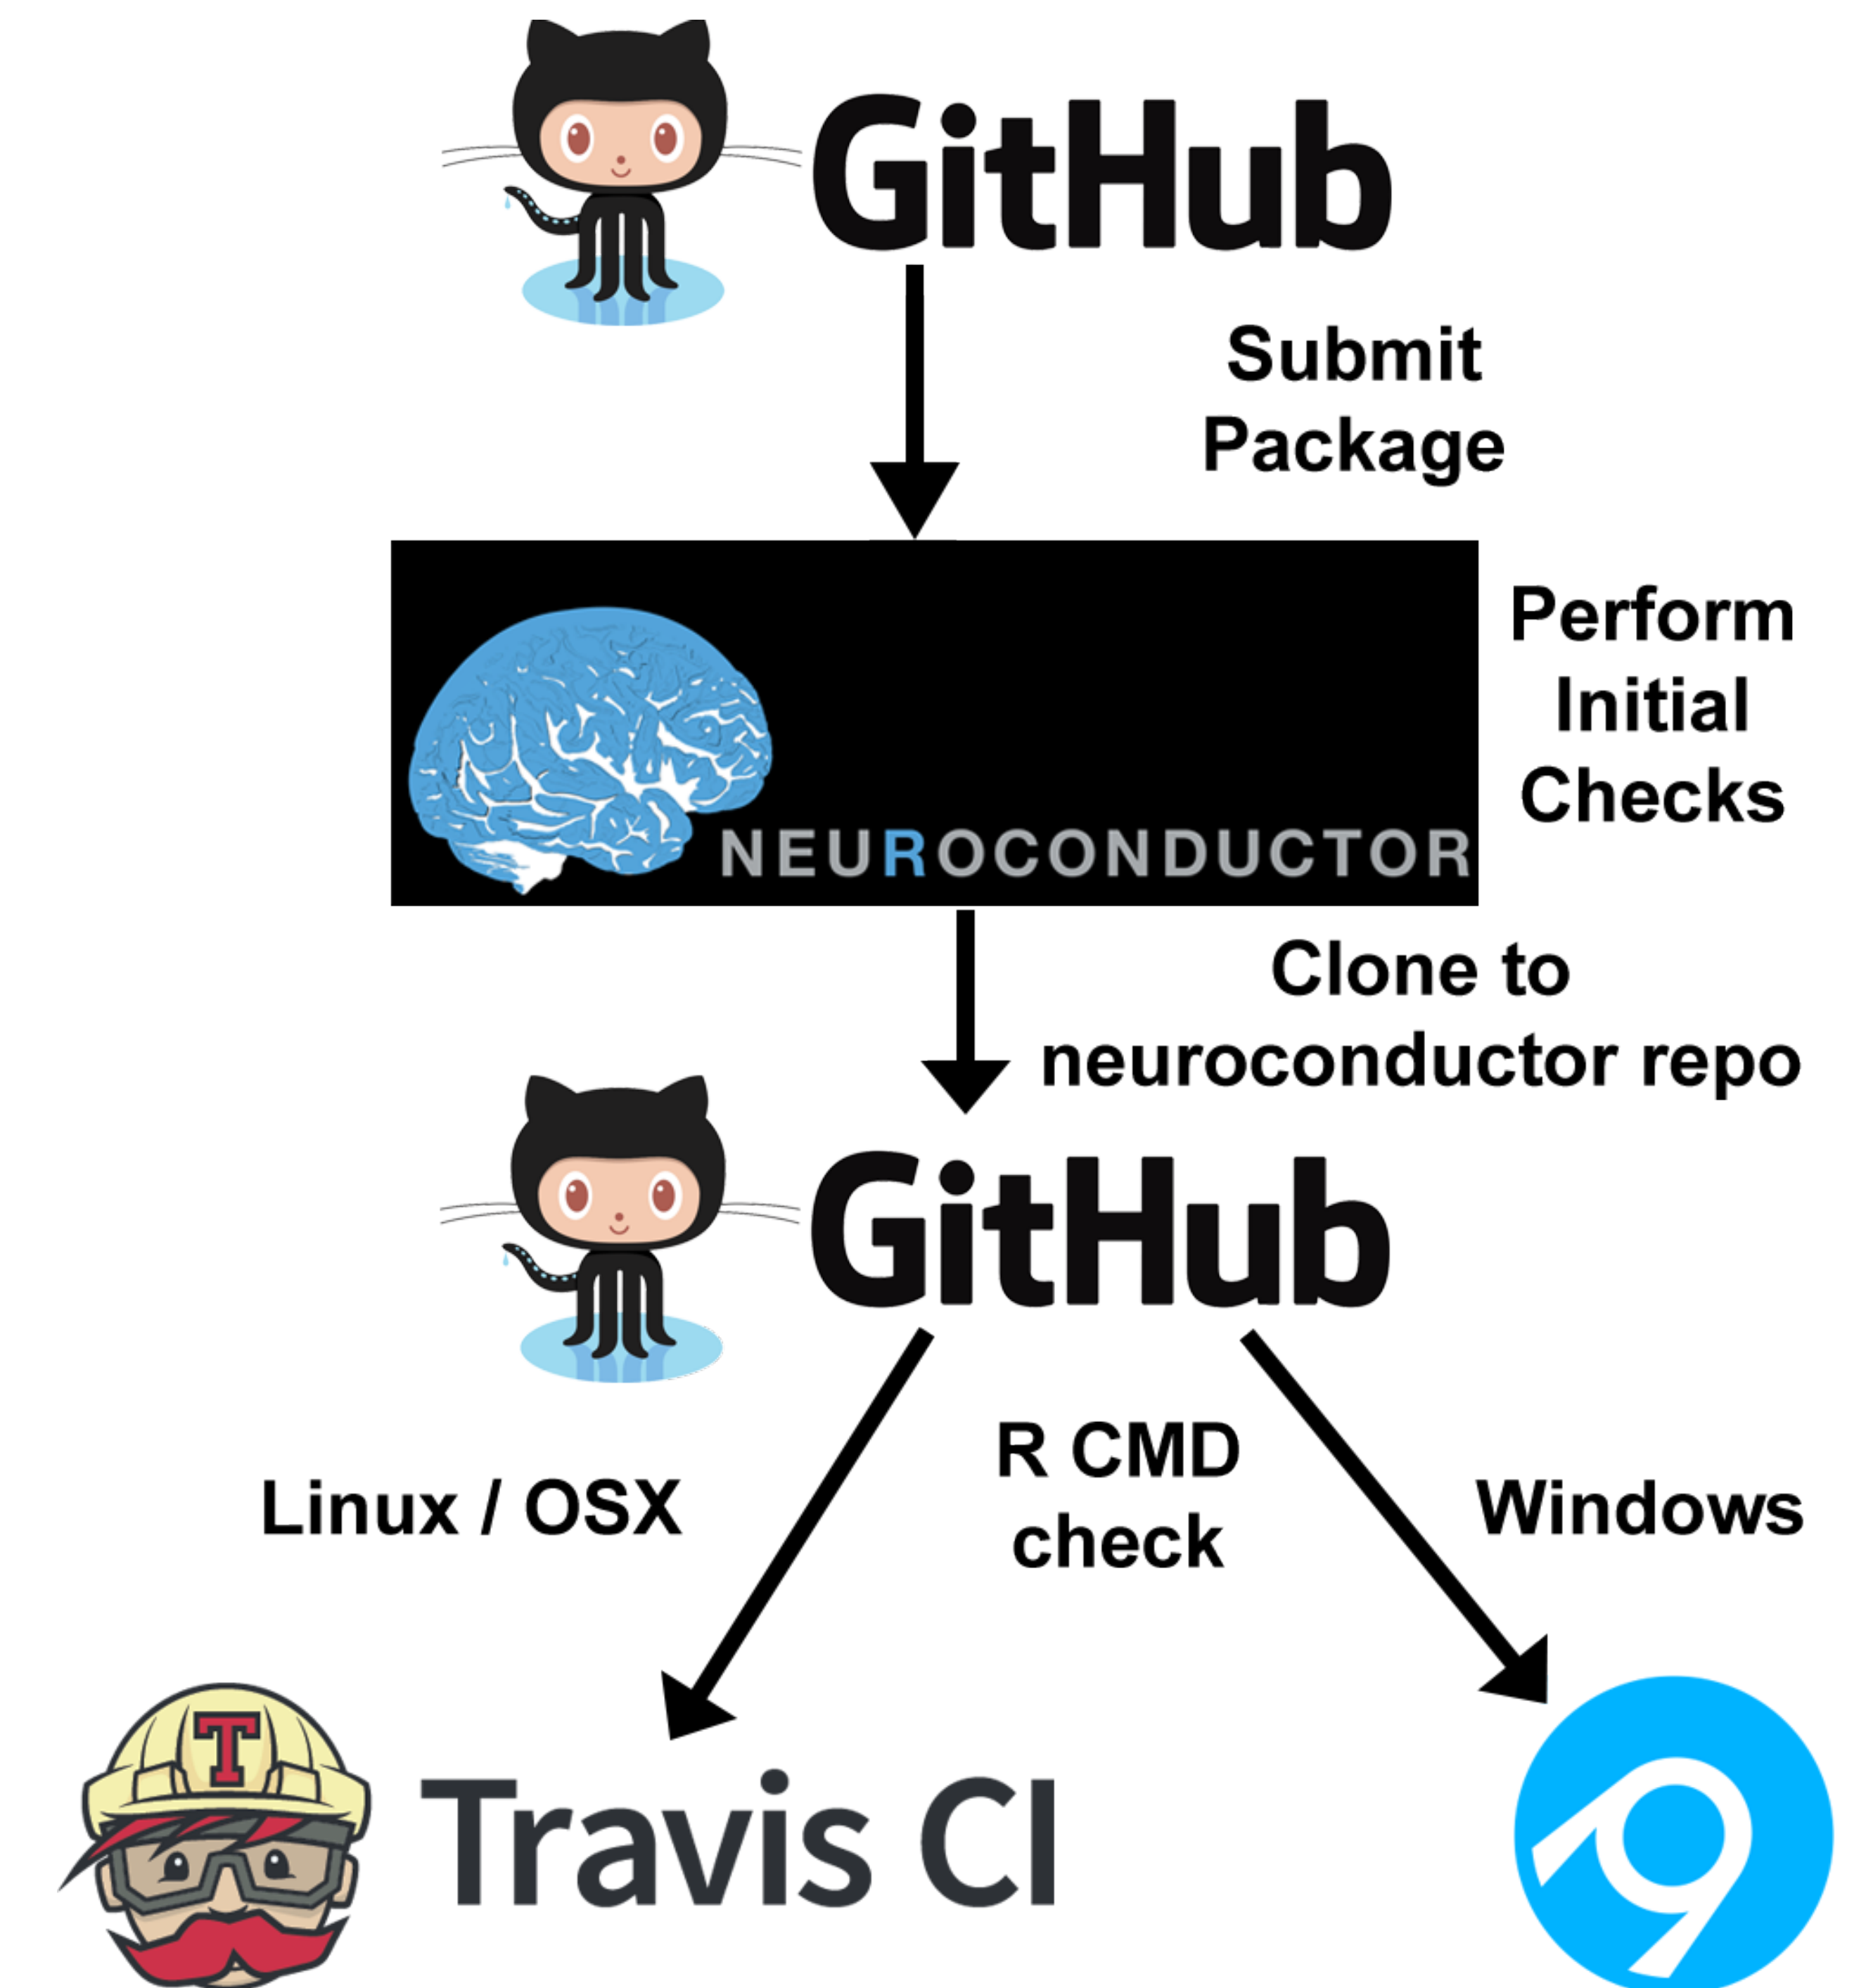 GitHub
Submit
Package
Perform
Initial
Checks
NEUROCONDUCTOR
Clone to
neuroconductor repo
GitHub
R CMD
check
Linux / OSX
Windows
T
Travis CI